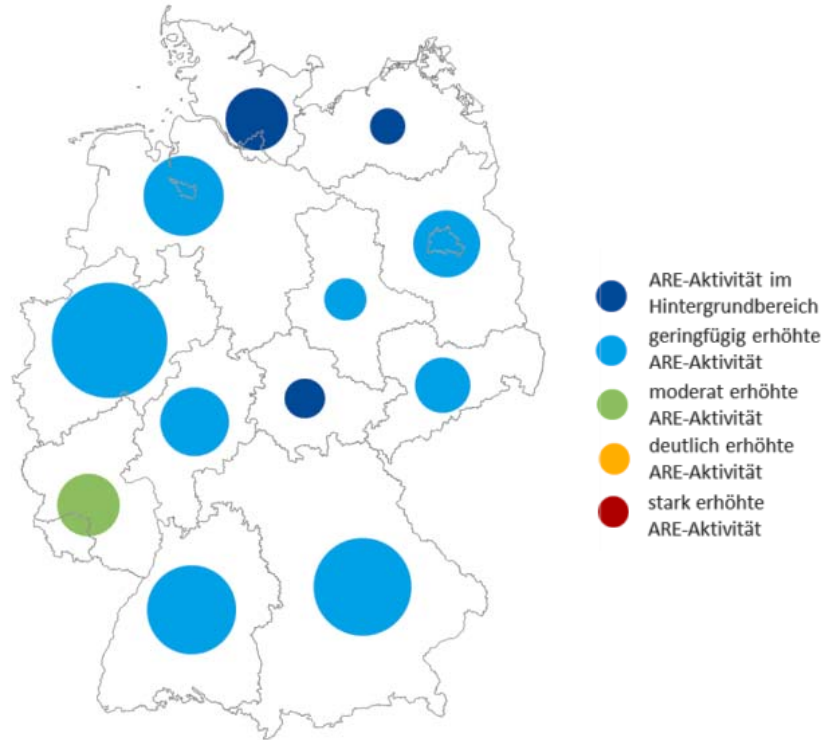 ARE-Aktivität im
Hintergrundbereich
geringfügig erhöhte
ARE-Aktivität
moderat erhöhte
ARE-Aktivität
deutlich erhöhte
ARE-Aktivität
stark erhöhte
ARE-Aktivität